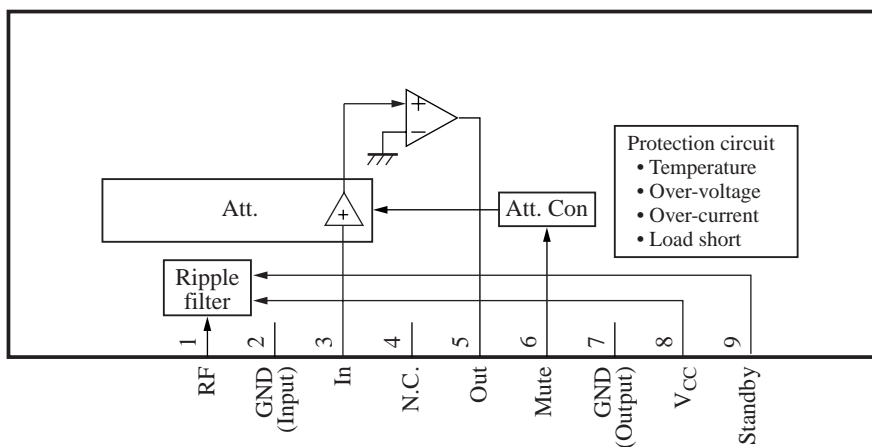 +
−
Protection circuit
• Temperature
• Over-voltage
• Over-current
• Load short
Att.
+
Att. Con
Ripple
filter
1
2
3
4
5
6
7
8
9
RF
GND
(Input)
In
N.C.
Out
Mute
GND
(Output)
VCC
Standby